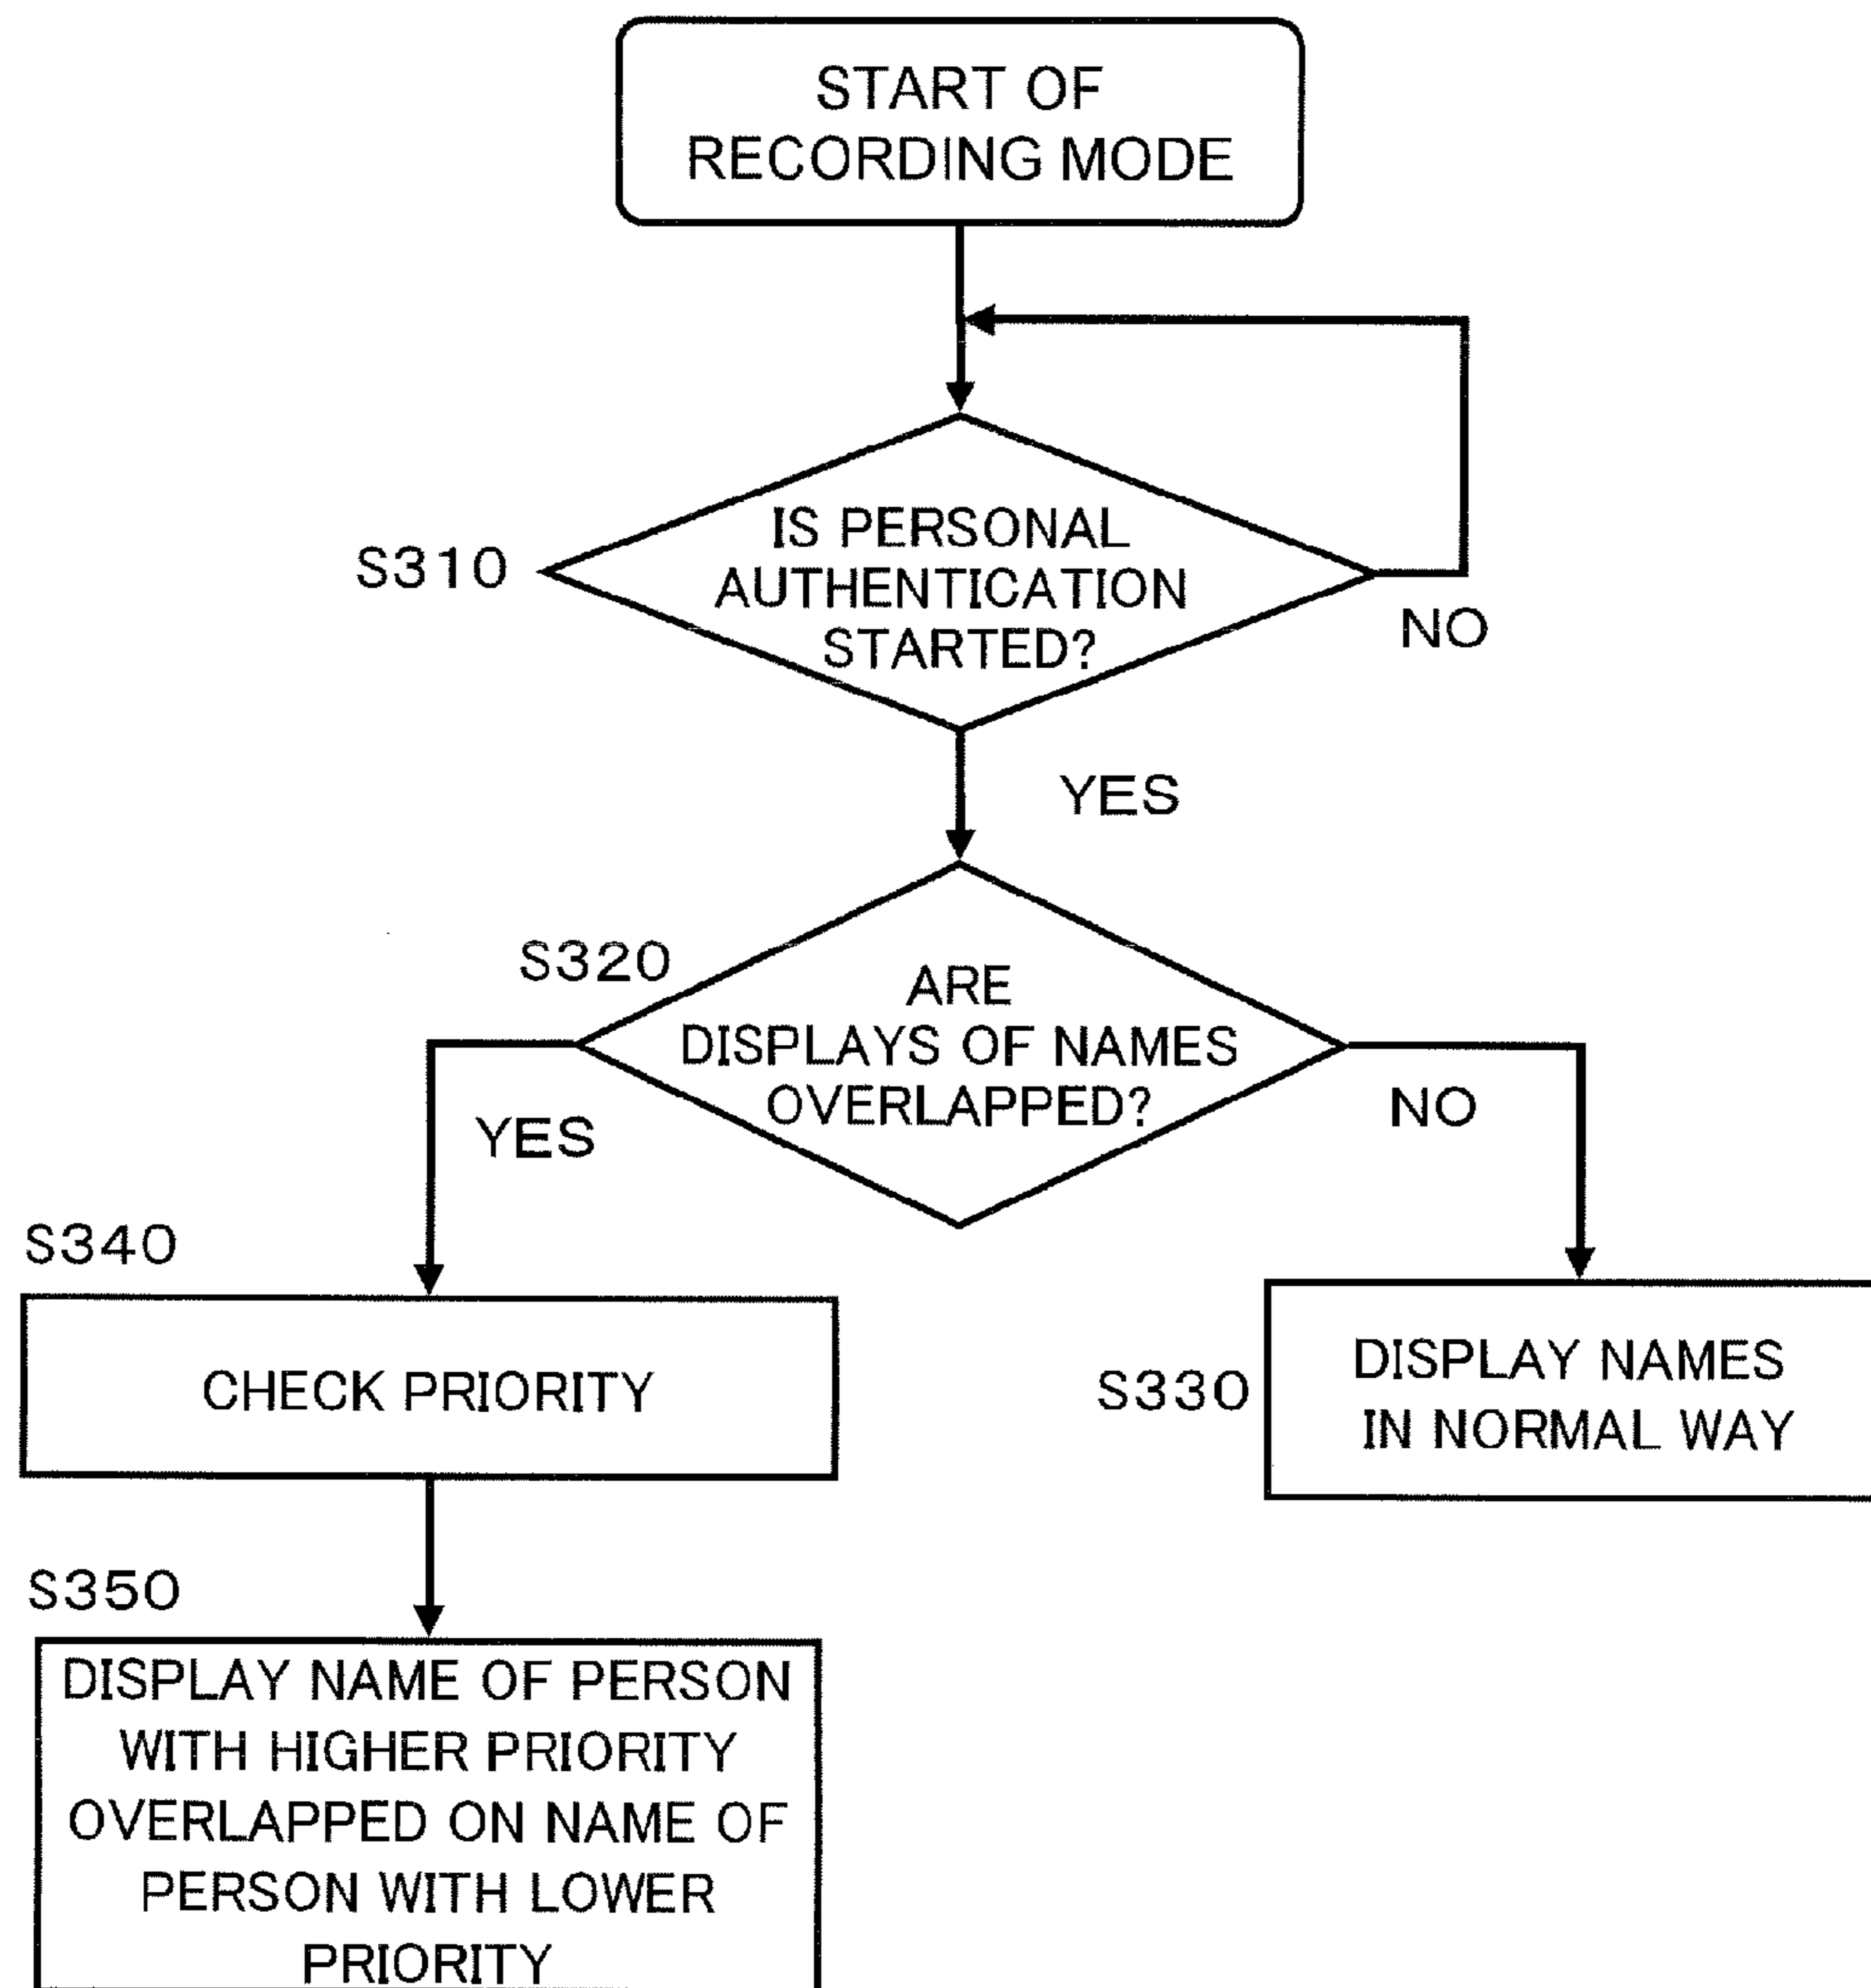 START OF
RECORDING MODE
S310
IS PERSONAL
AUTHENTICATION
STARTED?
NO
YES
S320
ARE
DISPLAYS OF NAMES
OVERLAPPED?
YES
NO
S340
CHECK PRIORITY
S330
DISPLAY NAMES
IN NORMAL WAY
S350
DISPLAY NAME OF PERSON
WITH HIGHER PRIORITY
OVERLAPPED ON NAME OF
PERSON WITH LOWER
PRIORITY